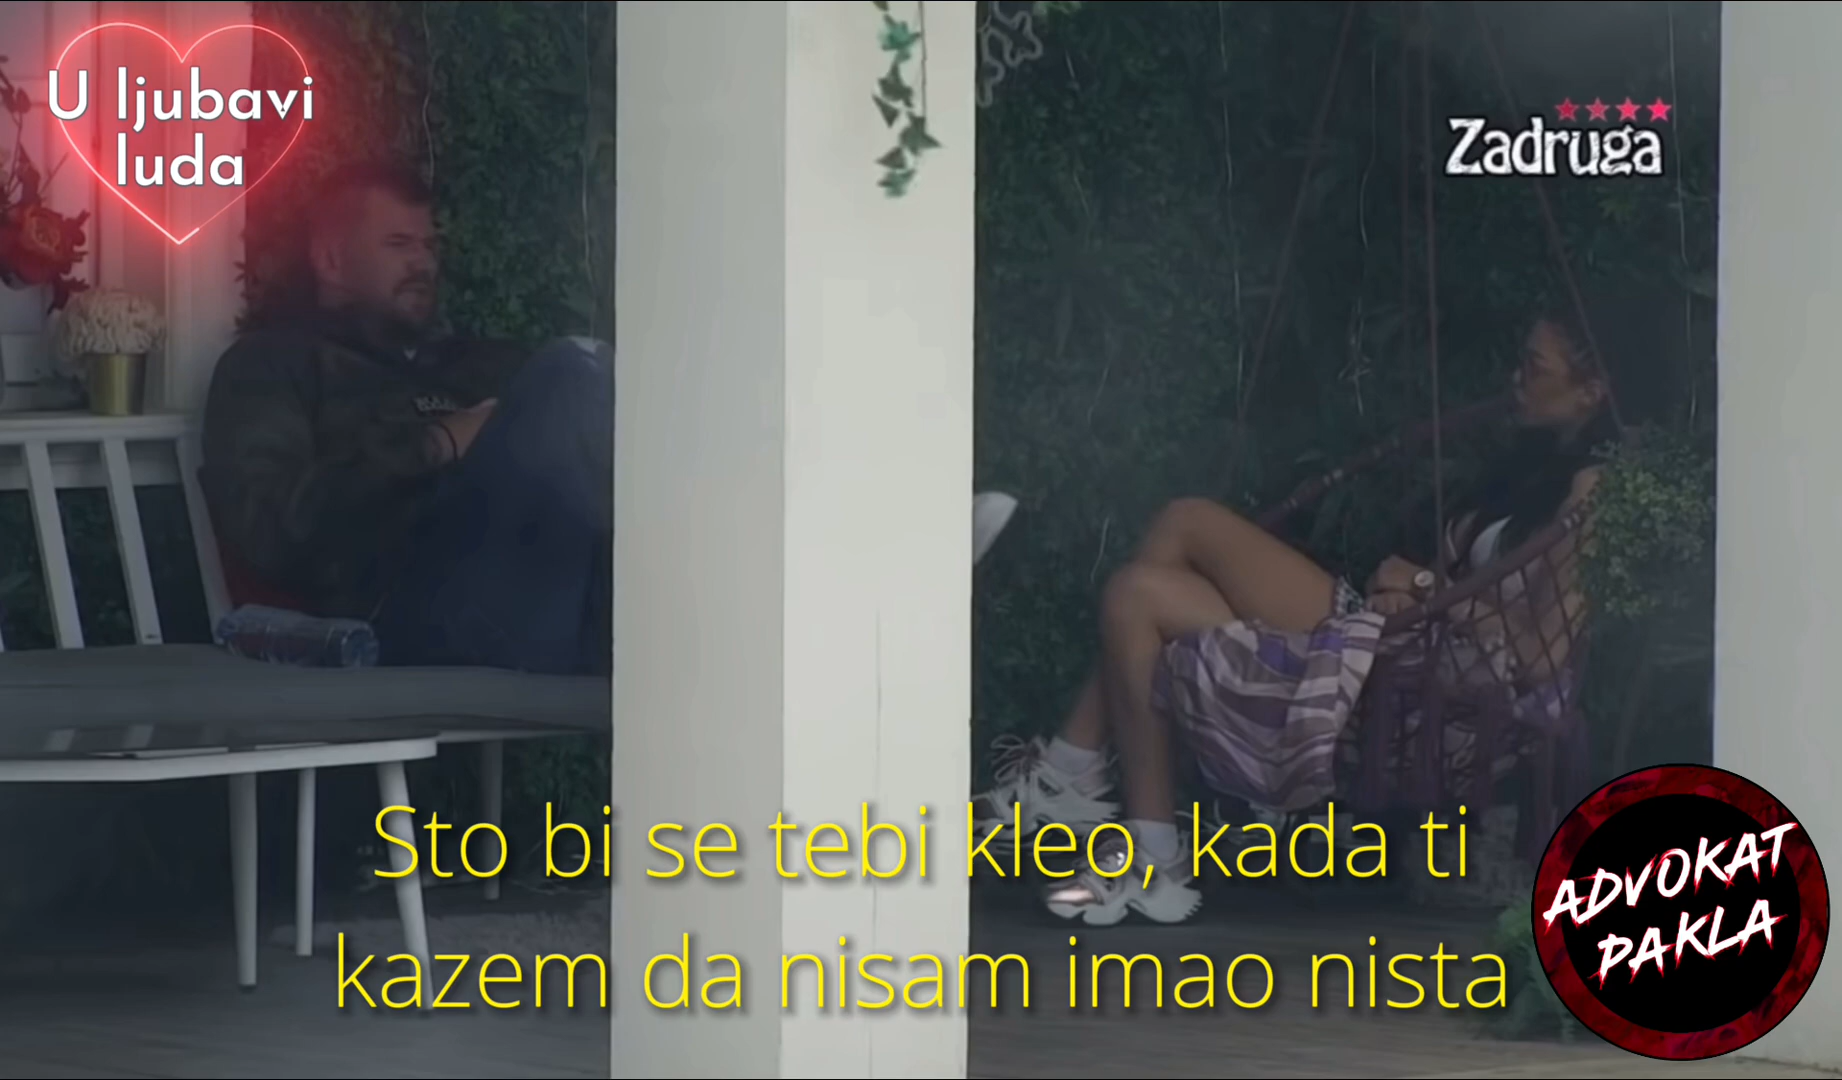 U ljubavi
luda
Zadruga
Sto bi se tebi kleo, kada ti
kazem da nisam imao nista
ADVOKAT
PAKLA